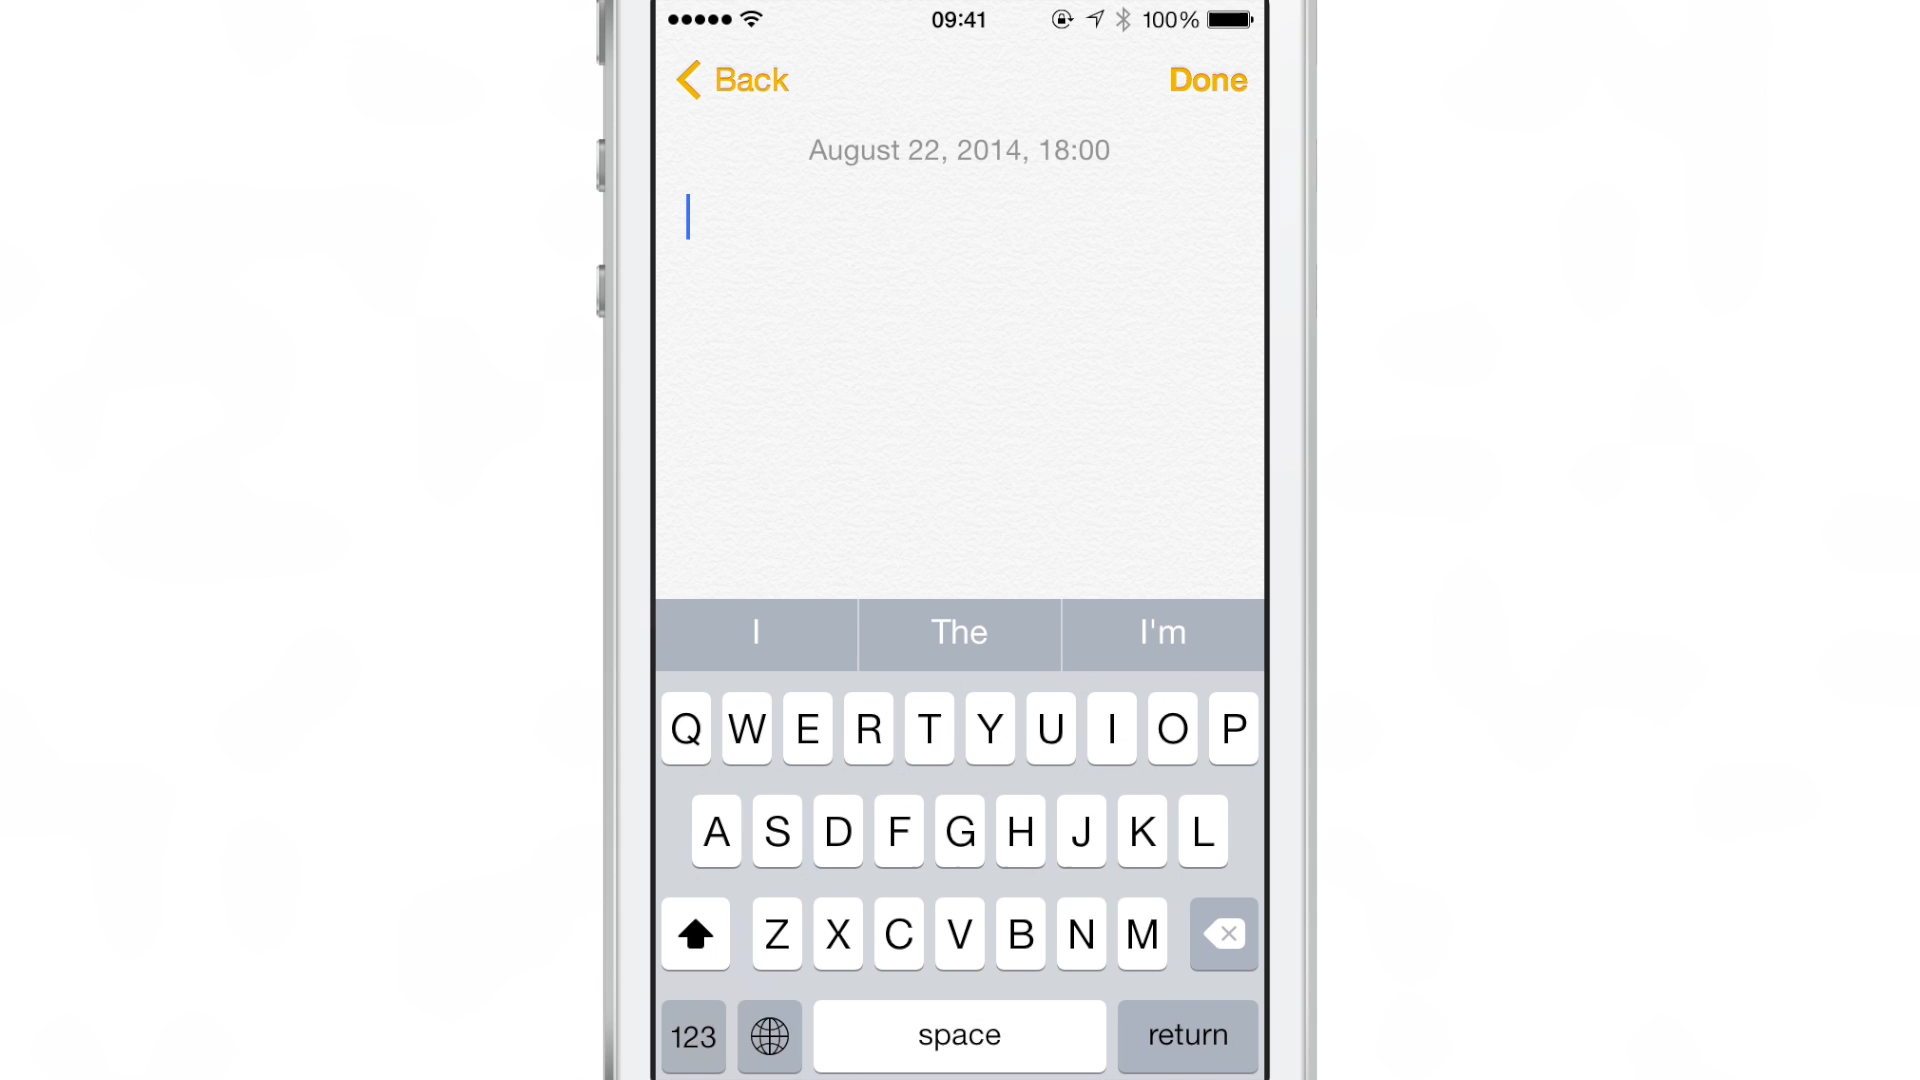 09:41 100%
Back Done
August 22, 2014, 18:00
I The I'm
Q W E R T Y U I O P
A S D F G H J K L
Z X C V B N M
123 space return